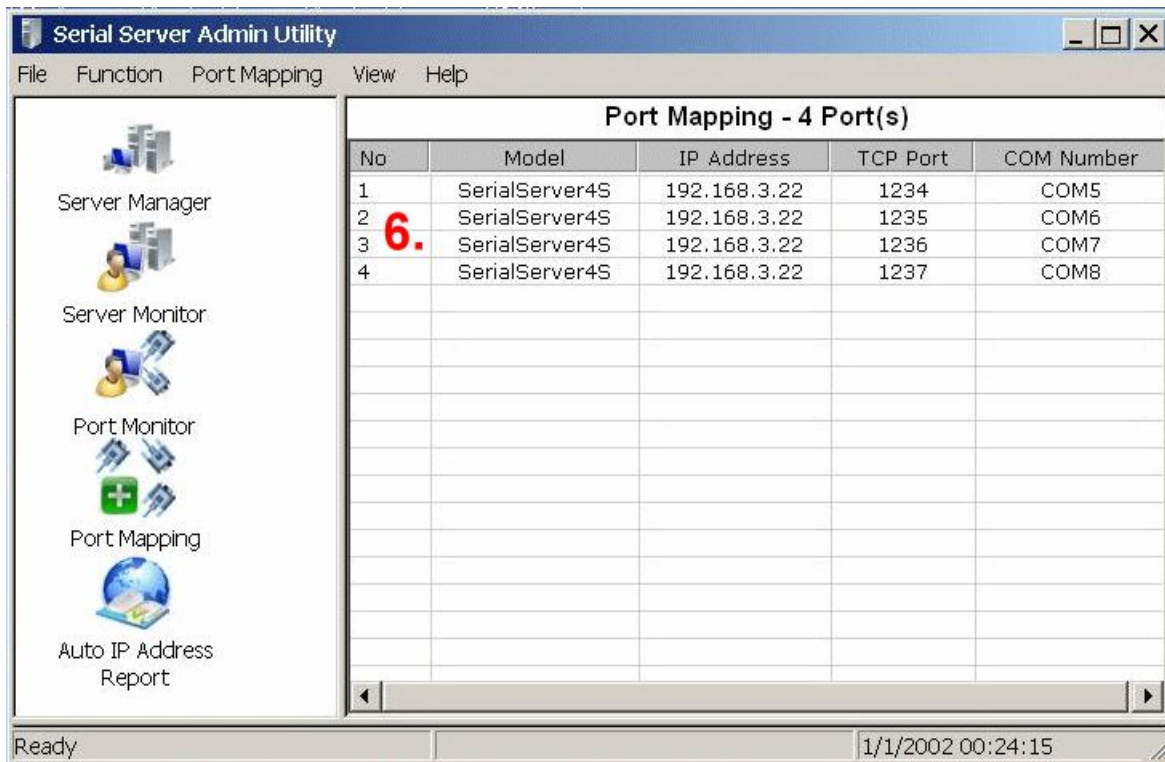 Serial Server Admin Utility
File Function Port Mapping View Help
Server Manager
Server Monitor
Port Monitor
Port Mapping
Auto IP Address
Report
Port Mapping - 4 Port(s)
No Model IP Address TCP Port COM Number
1 SerialServer4S 192.168.3.22 1234 COM5
2 SerialServer4S 192.168.3.22 1235 COM6
6.
3 SerialServer4S 192.168.3.22 1236 COM7
4 SerialServer4S 192.168.3.22 1237 COM8
Ready 1/1/2002 00:24:15